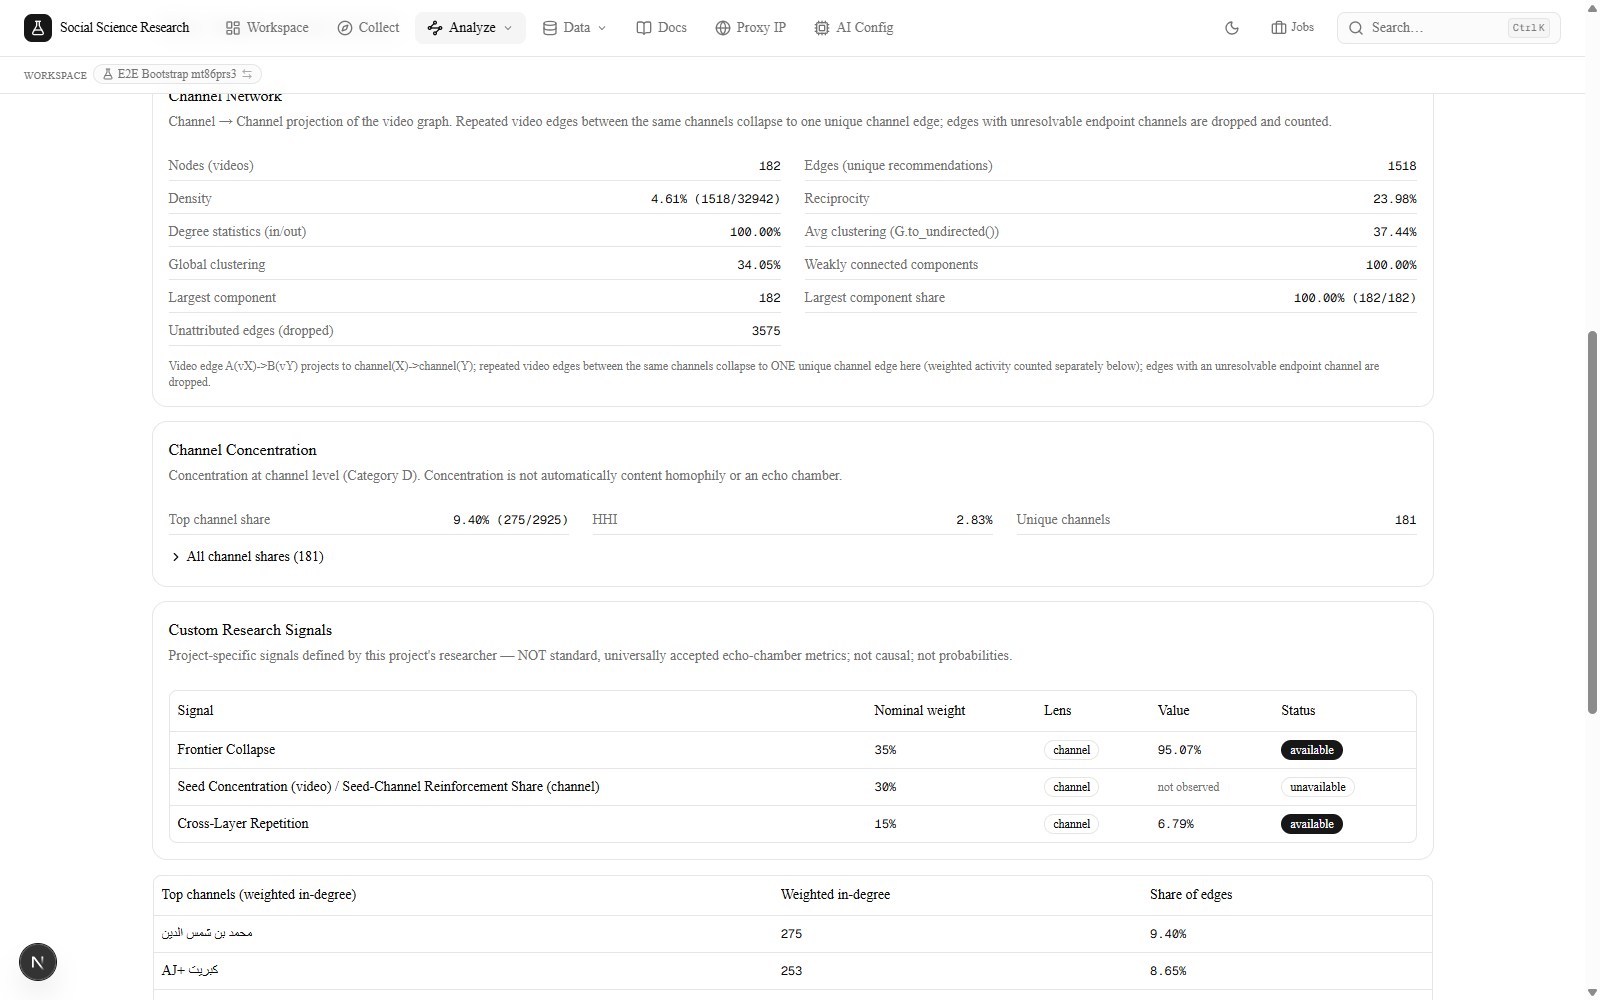 Social Science Research
Workspace
Collect
Analyze
Data
Docs
Proxy IP
AI Config
Jobs
Search...
Ctrl K
WORKSPACE
E2E Bootstrap mt86prs3
Channel Network
Channel → Channel projection of the video graph. Repeated video edges between the same channels collapse to one unique channel edge; edges with unresolvable endpoint channels are dropped and counted.
Nodes (videos) 182
Edges (unique recommendations) 1518
Density 4.61% (1518/32942)
Reciprocity 23.98%
Degree statistics (in/out) 100.00%
Avg clustering (G.to_undirected()) 37.44%
Global clustering 34.05%
Weakly connected components 100.00%
Largest component 182
Largest component share 100.00% (182/182)
Unattributed edges (dropped) 3575
Video edge A(vX)->B(vY) projects to channel(X)->channel(Y); repeated video edges between the same channels collapse to ONE unique channel edge here (weighted activity counted separately below); edges with an unresolvable endpoint channel are
dropped.
Channel Concentration
Concentration at channel level (Category D). Concentration is not automatically content homophily or an echo chamber.
Top channel share 9.40% (275/2925)
HHI 2.83%
Unique channels 181
All channel shares (181)
Custom Research Signals
Project-specific signals defined by this project's researcher — NOT standard, universally accepted echo-chamber metrics; not causal; not probabilities.
Signal Nominal weight Lens Value Status
Frontier Collapse 35% channel 95.07% available
Seed Concentration (video) / Seed-Channel Reinforcement Share (channel) 30% channel not observed unavailable
Cross-Layer Repetition 15% channel 6.79% available
Top channels (weighted in-degree) Weighted in-degree Share of edges
محمد بن شمس الدين 275 9.40%
AJ+ كبريت 253 8.65%
N